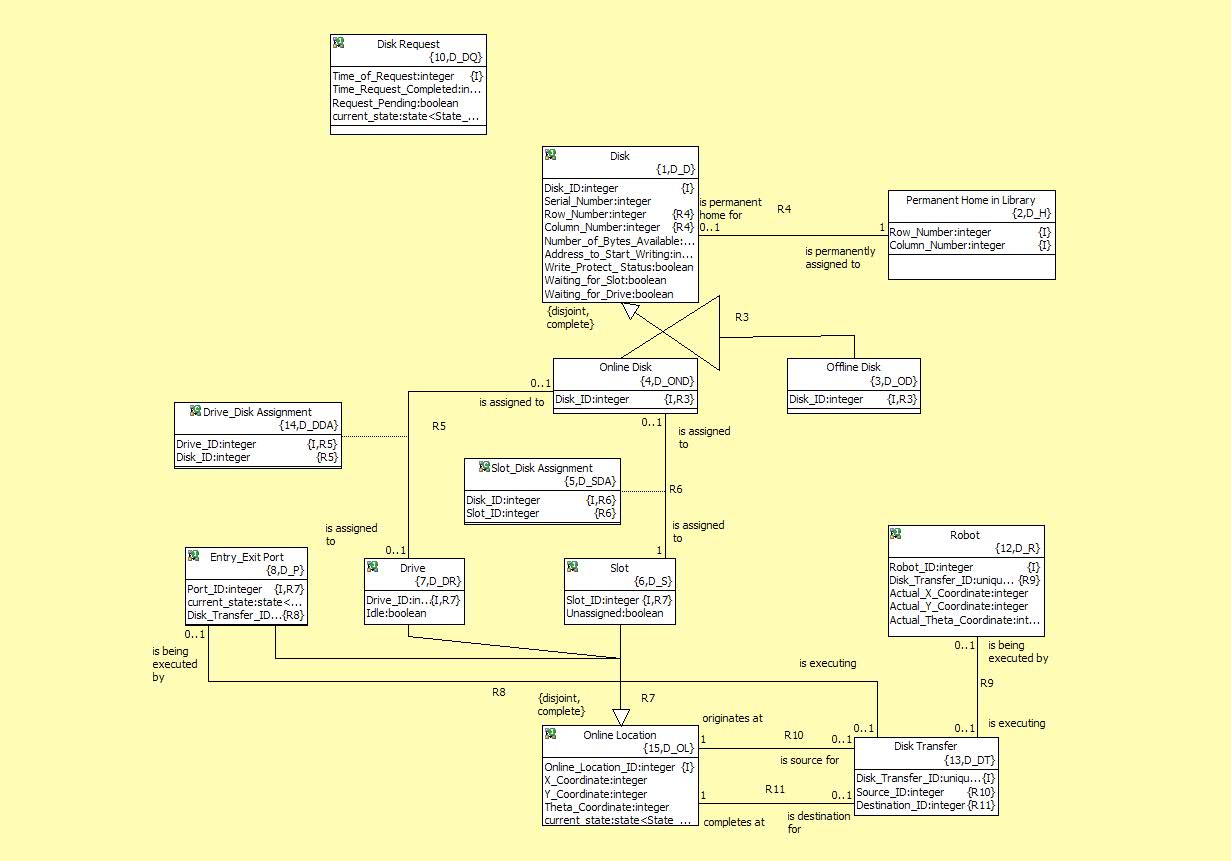 Disk Request
{10,D_DQ}
Time_of_Request:integer {I}
Time_Request_Completed:in...
Request_Pending:boolean
current_state:state<State_...
Disk
{1,D_D}
Disk_ID:integer {I}
Serial_Number:integer
Row_Number:integer {R4}
Column_Number:integer {R4}
Number_of_Bytes_Available:...
Address_to_Start_Writing:in...
Write_Protect_ Status:boolean
Waiting_for_Slot:boolean
Waiting_for_Drive:boolean
is permanent
home for
0..1
R4
1
is permanently
assigned to
Permanent Home in Library
{2,D_H}
Row_Number:integer {I}
Column_Number:integer {I}
{disjoint,
complete}
R3
Online Disk
{4,D_OND}
Disk_ID:integer {I,R3}
Offline Disk
{3,D_OD}
Disk_ID:integer {I,R3}
0..1
is assigned to
R5
Drive_Disk Assignment
{14,D_DDA}
Drive_ID:integer {I,R5}
Disk_ID:integer {R5}
0..1
is assigned
to
Slot_Disk Assignment
{5,D_SDA}
Disk_ID:integer {I,R6}
Slot_ID:integer {R6}
R6
is assigned
to
1
is assigned
to
0..1
Entry_Exit Port
{8,D_P}
Port_ID:integer {I,R7}
current_state:state<...
Disk_Transfer_ID...{R8}
Drive
{7,D_DR}
Drive_ID:in...{I,R7}
Idle:boolean
Slot
{6,D_S}
Slot_ID:integer {I,R7}
Unassigned:boolean
Robot
{12,D_R}
Robot_ID:integer {I}
Disk_Transfer_ID:uniqu... {R9}
Actual_X_Coordinate:integer
Actual_Y_Coordinate:integer
Actual_Theta_Coordinate:int...
0..1
is being
executed
by
R8
is executing
0..1
0..1
is being
executed by
R9
0..1
is executing
{disjoint,
complete}
R7
Online Location
{15,D_OL}
Online_Location_ID:integer {I}
X_Coordinate:integer
Y_Coordinate:integer
Theta_Coordinate:integer
current_state:state<State_...
originates at
1
R10
0..1
is source for
1
R11
0..1
completes at
is destination
for
Disk Transfer
{13,D_DT}
Disk_Transfer_ID:uniqu...{I}
Source_ID:integer {R10}
Destination_ID:integer {R11}